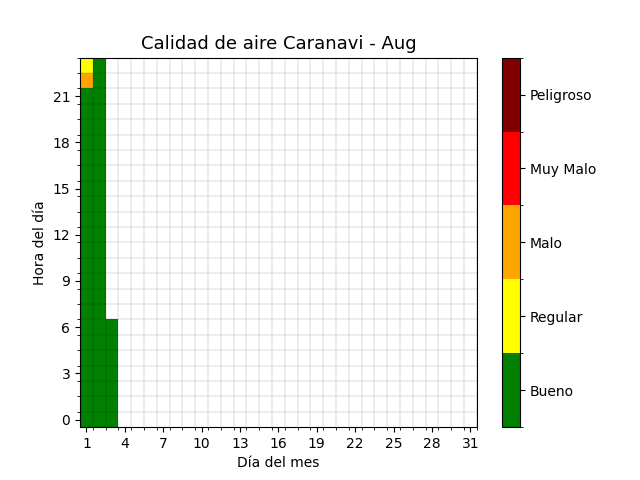 Calidad de aire Caranavi - Aug
Hora del día
21
18
15
12
9
6
3
0
1 4 7 10 13 16 19 22 25 28 31
Día del mes
Peligroso
Muy Malo
Malo
Regular
Bueno